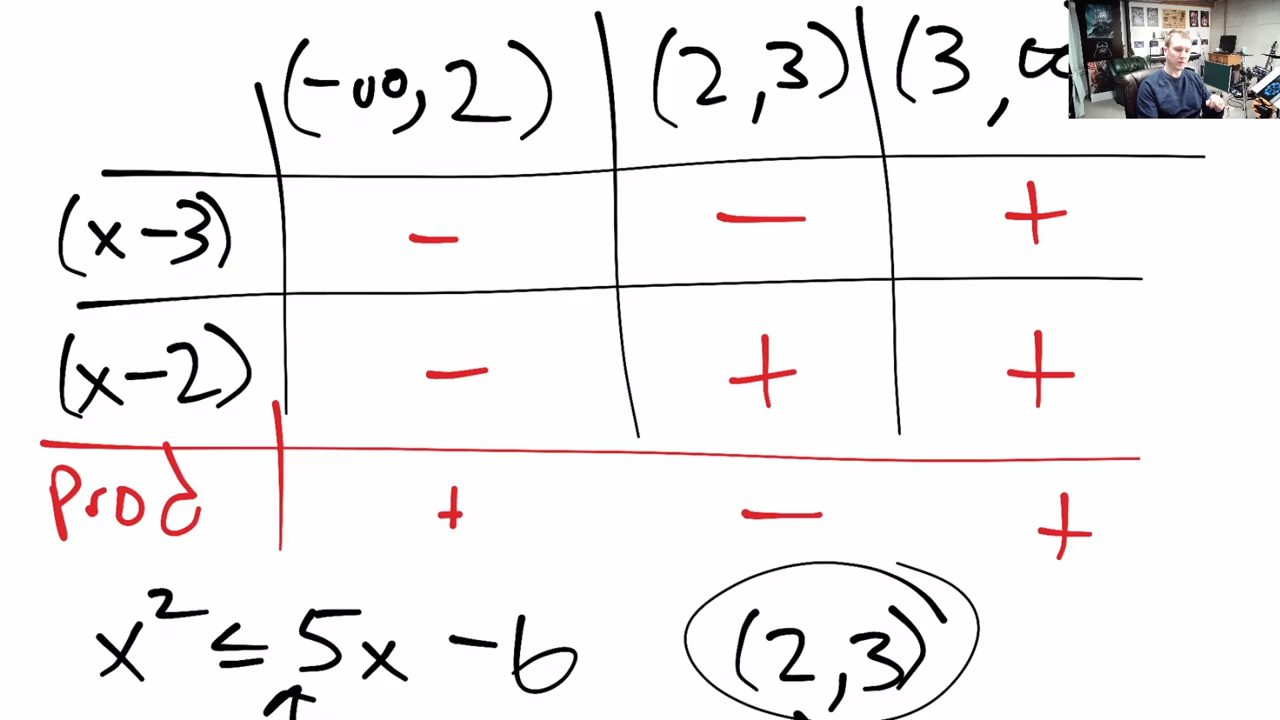 (-∞, 2) (2, 3) (3, ∞
(x-3) - - +
(x-2) - + +
Prod + - +
x² ≤ 5x - 6 (2, 3)